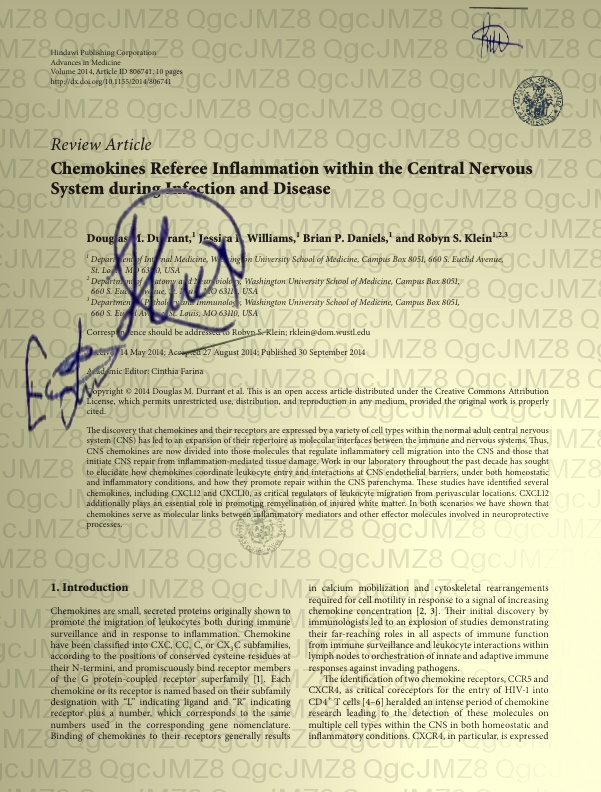 Hindawi Publishing Corporation
Advances in Medicine
Volume 2014, Article ID 806741, 10 pages
http://dx.doi.org/10.1155/2014/806741
Review Article
Chemokines Referee Inflammation within the Central Nervous
System during Infection and Disease
Douglas M. Durrant,1 Jessica L. Williams,1 Brian P. Daniels,1 and Robyn S. Klein1,2,3
1 Department of Internal Medicine, Washington University School of Medicine, Campus Box 8051, 660 S. Euclid Avenue,
St. Louis, MO 63110, USA
2 Department of Anatomy and Neurobiology, Washington University School of Medicine, Campus Box 8051,
660 S. Euclid Avenue, St. Louis, MO 63110, USA
3 Department of Pathology and Immunology, Washington University School of Medicine, Campus Box 8051,
660 S. Euclid Avenue, St. Louis, MO 63110, USA
Correspondence should be addressed to Robyn S. Klein; rklein@dom.wustl.edu
Received 14 May 2014; Accepted 27 August 2014; Published 30 September 2014
Academic Editor: Cinthia Farina
Copyright © 2014 Douglas M. Durrant et al. This is an open access article distributed under the Creative Commons Attribution
License, which permits unrestricted use, distribution, and reproduction in any medium, provided the original work is properly
cited.
The discovery that chemokines and their receptors are expressed by a variety of cell types within the normal adult central nervous
system (CNS) has led to an expansion of their repertoire as molecular interfaces between the immune and nervous systems. Thus,
CNS chemokines are now divided into those molecules that regulate inflammatory cell migration into the CNS and those that
initiate CNS repair from inflammation-mediated tissue damage. Work in our laboratory throughout the past decade has sought
to elucidate how chemokines coordinate leukocyte entry and interactions at CNS endothelial barriers, under both homeostatic
and inflammatory conditions, and how they promote repair within the CNS parenchyma. These studies have identified several
chemokines, including CXCL12 and CXCL10, as critical regulators of leukocyte migration from perivascular locations. CXCL12
additionally plays an essential role in promoting remyelination of injured white matter. In both scenarios we have shown that
chemokines serve as molecular links between inflammatory mediators and other effector molecules involved in neuroprotective
processes.
1. Introduction
Chemokines are small, secreted proteins originally shown to
promote the migration of leukocytes both during immune
surveillance and in response to inflammation. Chemokine
have been classified into CXC, CC, C, or CX3C subfamilies,
according to the positions of conserved cysteine residues at
their N-termini, and promiscuously bind receptor members
of the G protein-coupled receptor superfamily [1]. Each
chemokine or its receptor is named based on their subfamily
designation with “L” indicating ligand and “R” indicating
receptor plus a number, which corresponds to the same
numbers used in the corresponding gene nomenclature.
Binding of chemokines to their receptors generally results
in calcium mobilization and cytoskeletal rearrangements
required for cell motility in response to a signal of increasing
chemokine concentration [2, 3]. Their initial discovery by
immunologists led to an explosion of studies demonstrating
their far-reaching roles in all aspects of immune function
from immune surveillance and leukocyte interactions within
lymph nodes to orchestration of innate and adaptive immune
responses against invading pathogens.
The identification of two chemokine receptors, CCR5 and
CXCR4, as critical coreceptors for the entry of HIV-1 into
CD4+ T cells [4–6] heralded an intense period of chemokine
research leading to the detection of these molecules on
multiple cell types within the CNS in both homeostatic and
inflammatory conditions. CXCR4, in particular, is expressed